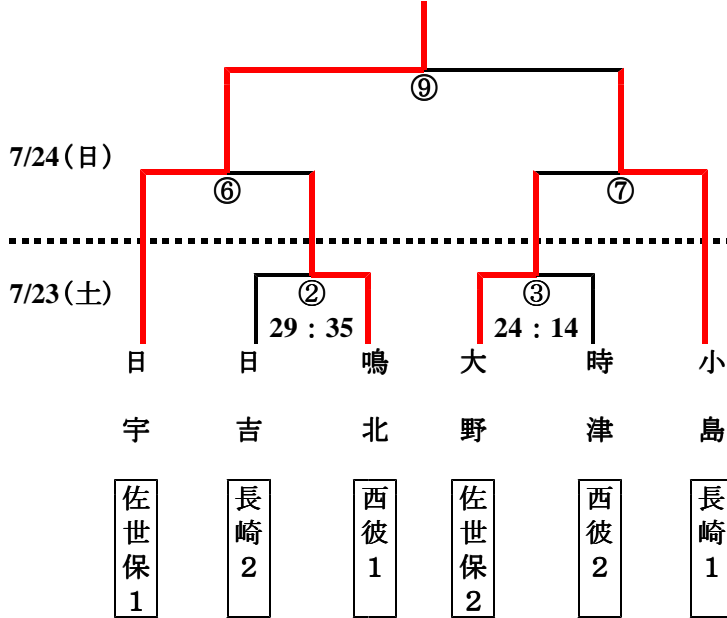 ⑨
7/24(日)
⑥
⑦
7/23(土)
②
③
29：35
24：14
日宇
日吉
鳴北
大野
時津
小島
佐世保1
長崎2
西彼1
佐世保2
西彼2
長崎1